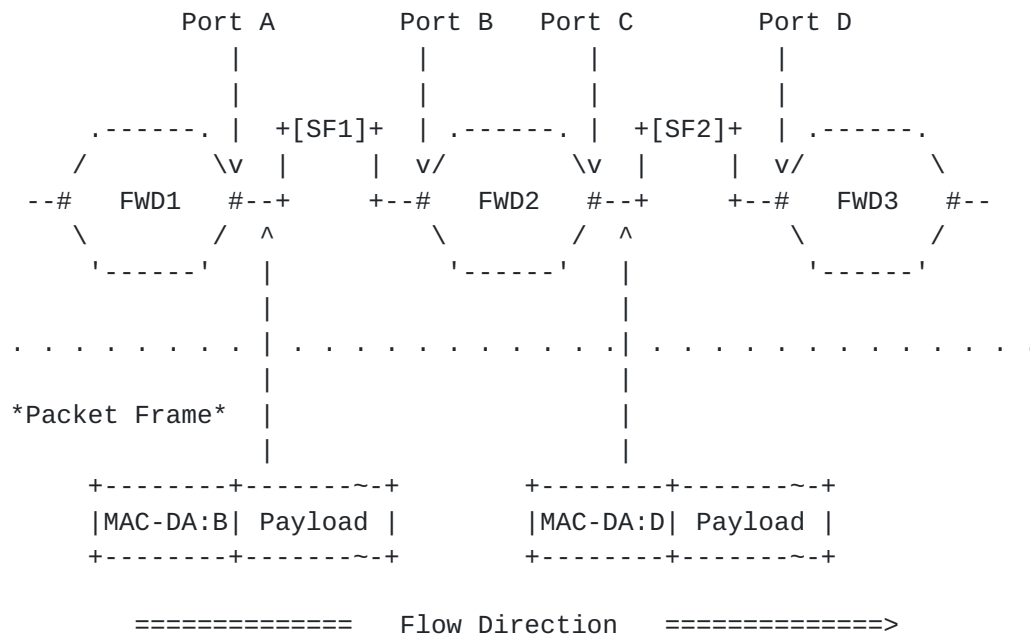 Port A Port B Port C Port D
+[SF1]+ +[SF2]+
--# FWD1 #--+ +--# FWD2 #--+ +--# FWD3 #--
*Packet Frame*
|MAC-DA:B| Payload | |MAC-DA:D| Payload |
============== Flow Direction ==============>